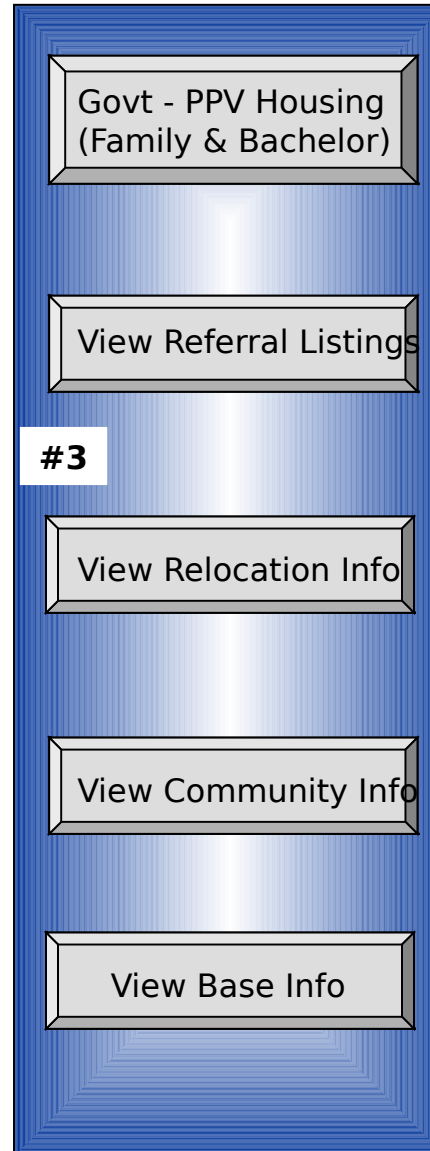 Govt - PPV Housing
(Family & Bachelor)
View Referral Listings
#3
View Relocation Info
View Community Info
View Base Info